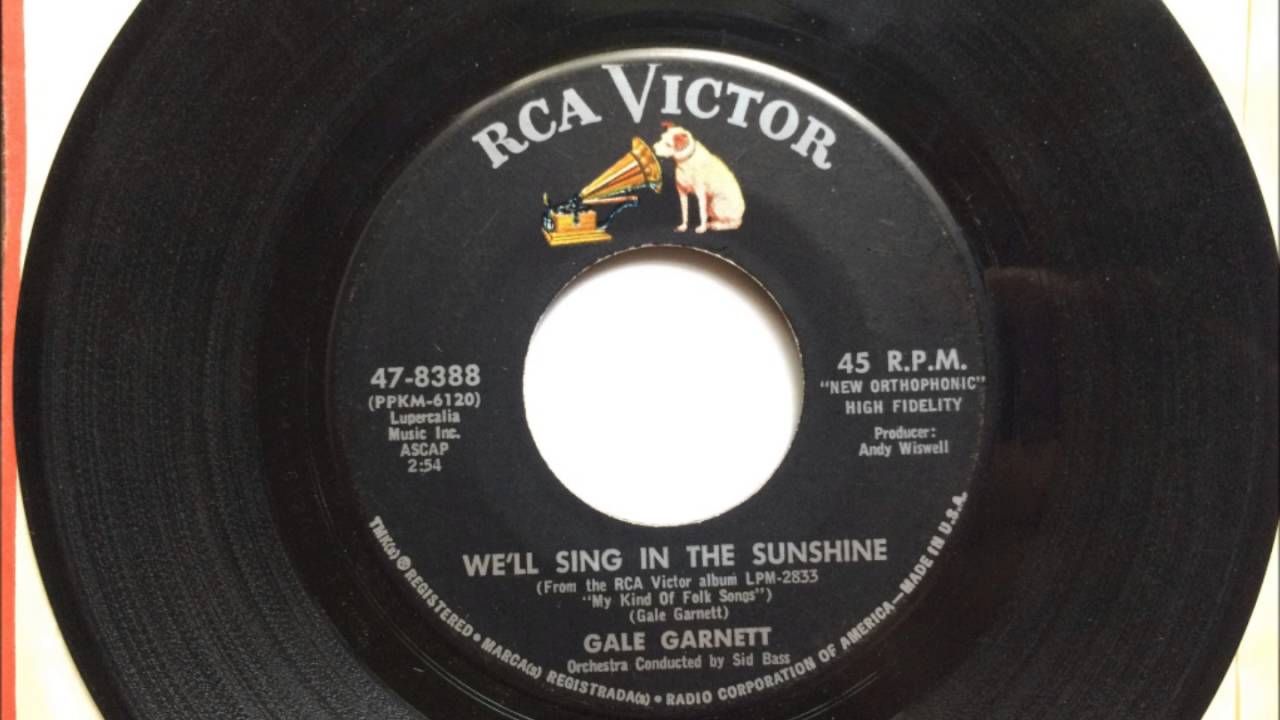 RCA VICTOR
47-8388
(PPKM-6120)
Lupercalia
Music Inc.
ASCAP
2:54
45 R.P.M.
"NEW ORTHOPHONIC"
HIGH FIDELITY
Producer:
Andy Wiswell
WE'LL SING IN THE SUNSHINE
(From the RCA Victor album LPM-2833
"My Kind Of Folk Songs")
(Gale Garnett)
GALE GARNETT
Orchestra Conducted by Sid Bass
TMK(s) ® REGISTERED • MARCA(s) REGISTRADA(s) • RADIO CORPORATION OF AMERICA—MADE IN U.S.A.